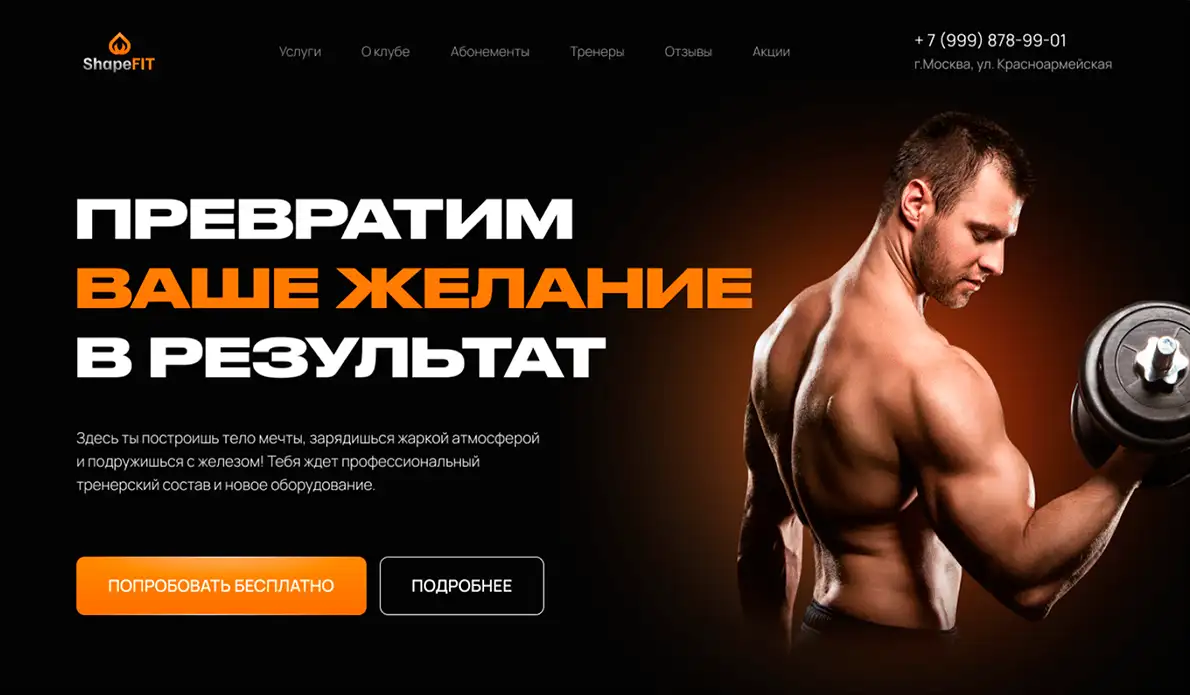 ShapeFIT
Услуги
О клубе
Абонементы
Тренеры
Отзывы
Акции
+ 7 (999) 878-99-01
г.Москва, ул. Красноармейская
ПРЕВРАТИМ
ВАШЕ ЖЕЛАНИЕ
В РЕЗУЛЬТАТ
Здесь ты построишь тело мечты, зарядишься жаркой атмосферой
и подружишься с железом! Тебя ждет профессиональный
тренерский состав и новое оборудование.
ПОПРОБОВАТЬ БЕСПЛАТНО
ПОДРОБНЕЕ